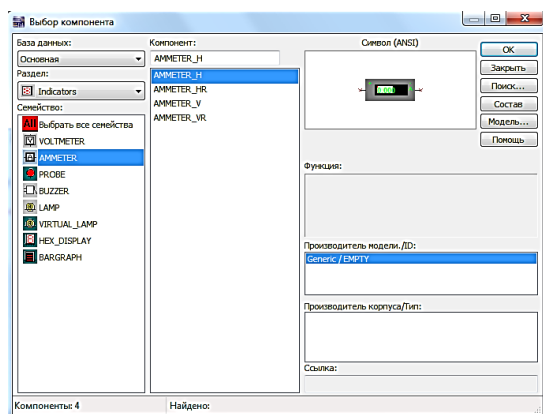 Выбор компонента
База данных:
Основная
Раздел:
Indicators
Семейство:
All Выбрать все семейства
VOLTMETER
AMMETER
PROBE
BUZZER
LAMP
VIRTUAL_LAMP
HEX_DISPLAY
BARGRAPH
Компонент:
AMMETER_H
AMMETER_H
AMMETER_HR
AMMETER_V
AMMETER_VR
Символ (ANSI)
0.000
Функция:
Производитель модели./ID:
Generic / EMPTY
Производитель корпуса/Тип:
Ссылка:
OK
Закрыть
Поиск...
Состав
Модель...
Помощь
Компоненты: 4
Найдено: